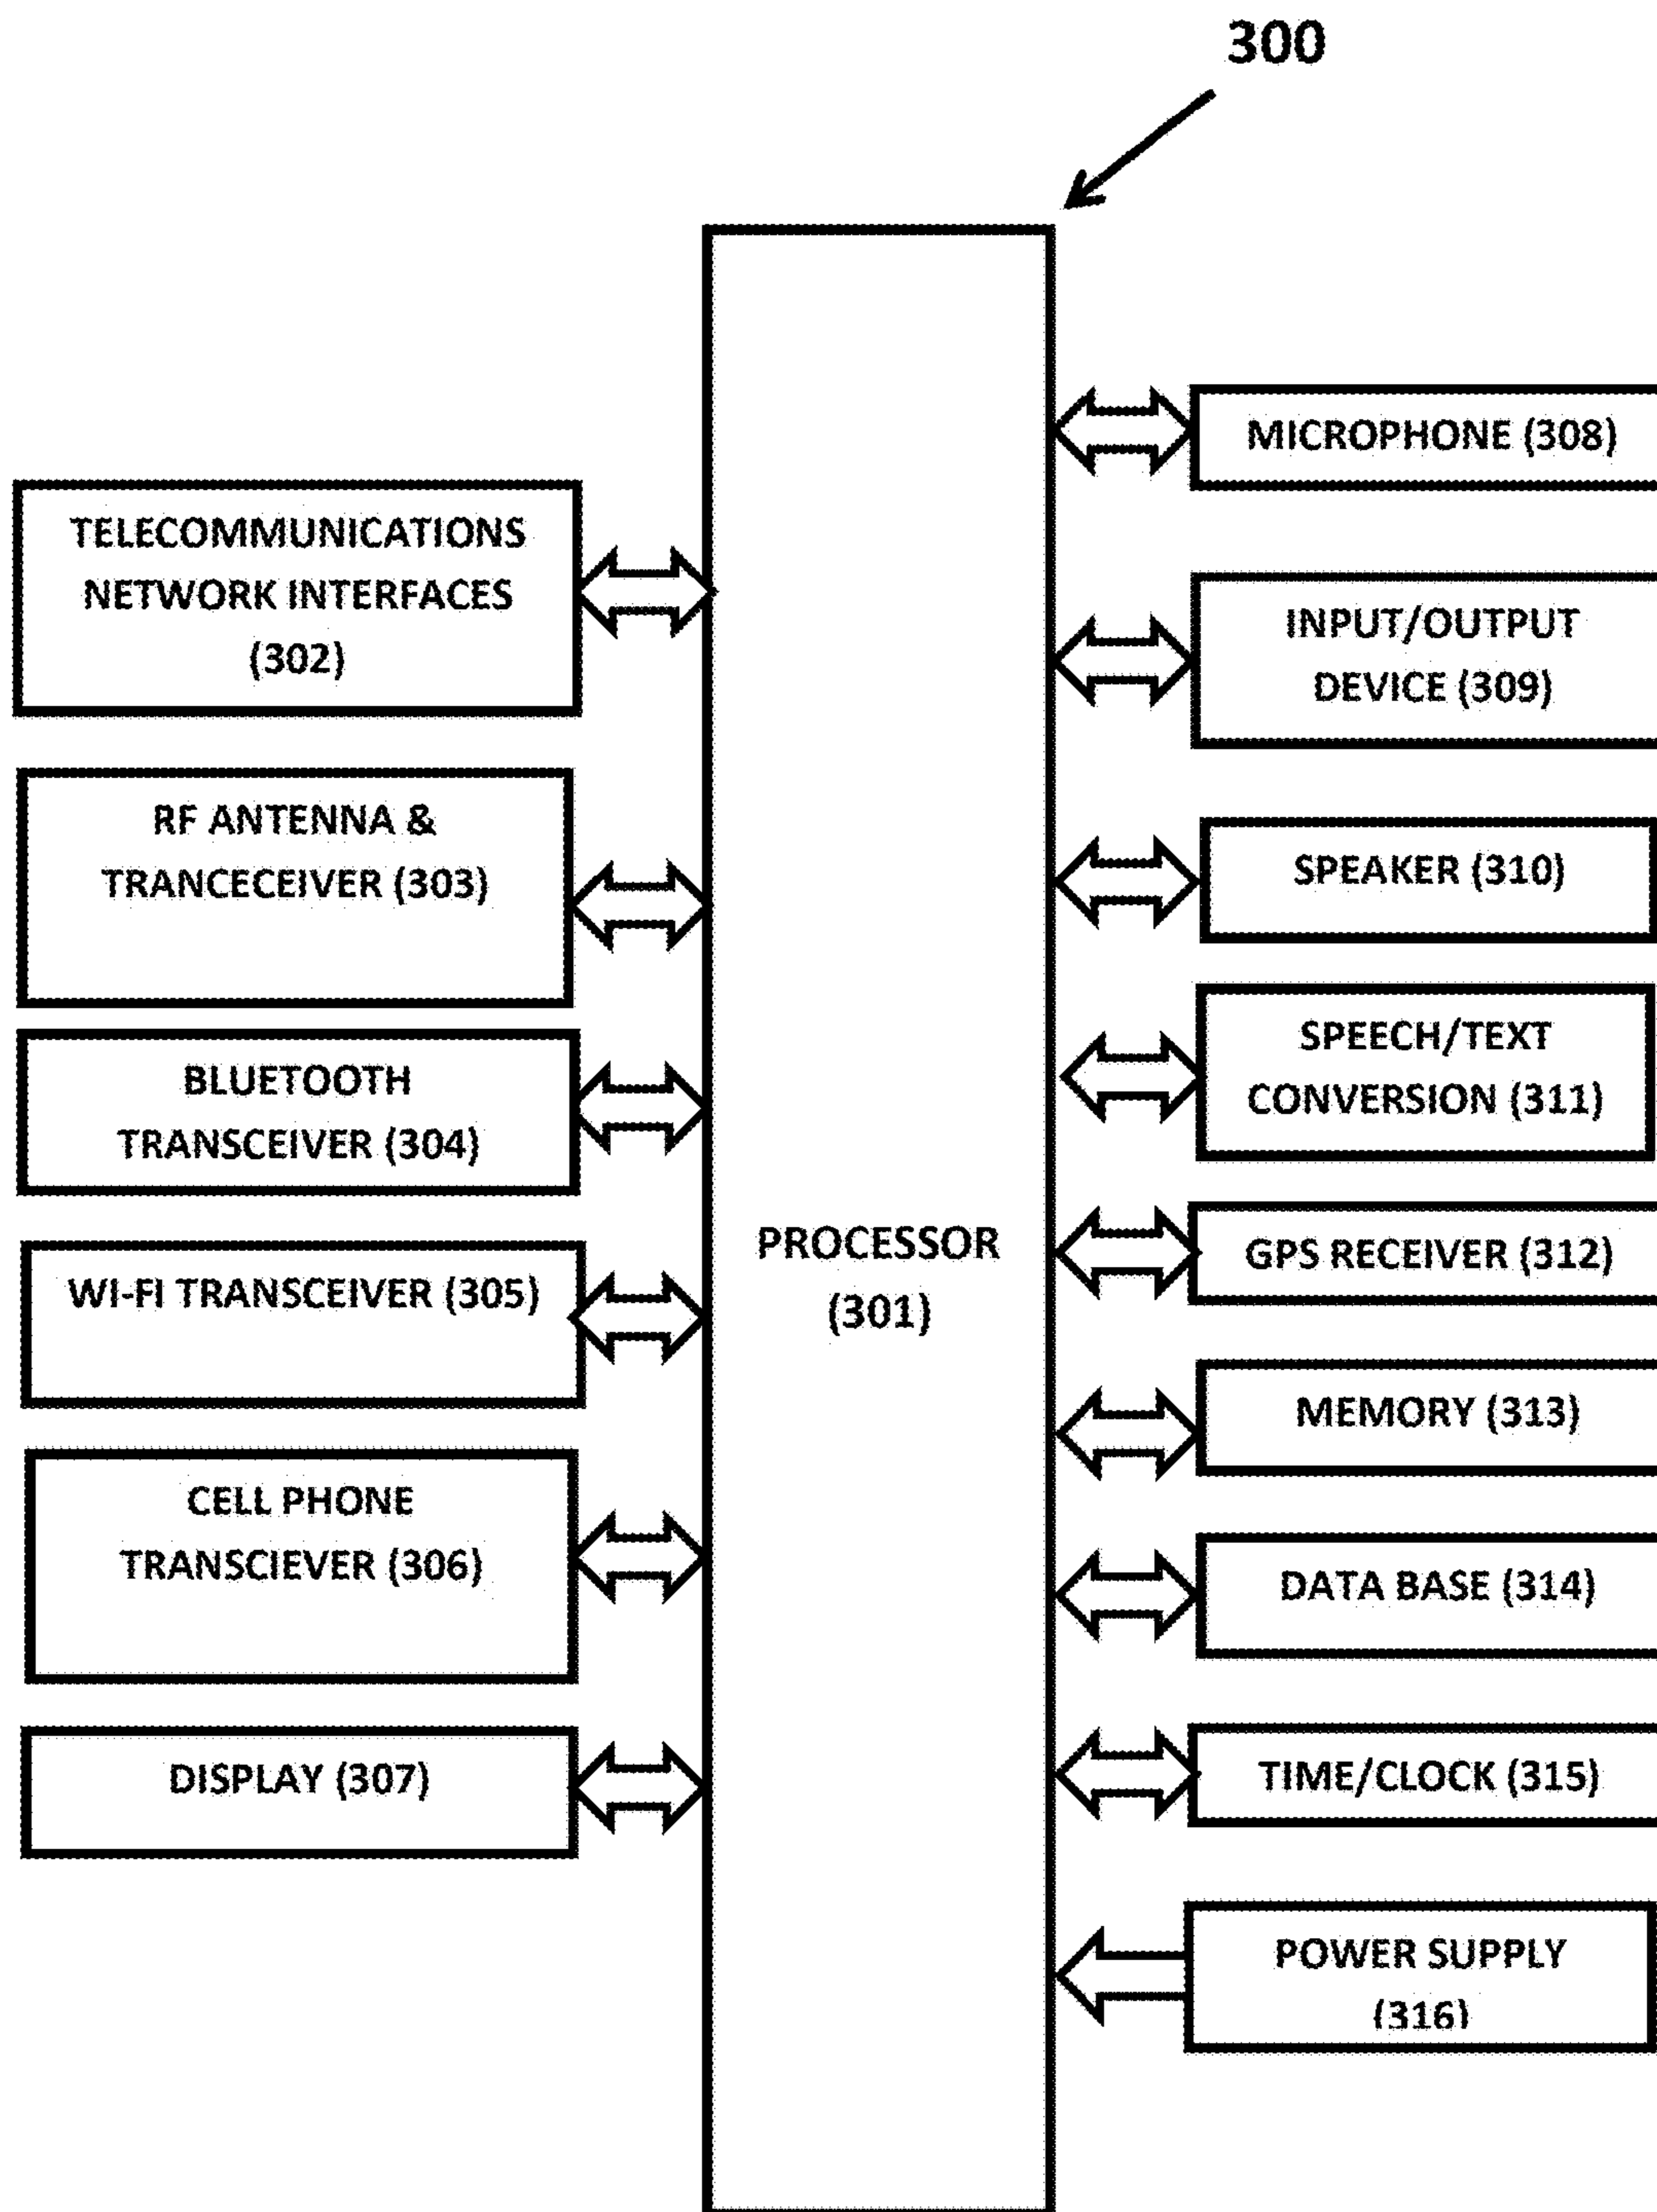 300
TELECOMMUNICATIONS
NETWORK INTERFACES
(302)
RF ANTENNA &
TRANCECEIVER (303)
BLUETOOTH
TRANSCEIVER (304)
WI-FI TRANSCEIVER (305)
CELL PHONE
TRANSCIEVER (306)
DISPLAY (307)
PROCESSOR
(301)
MICROPHONE (308)
INPUT/OUTPUT
DEVICE (309)
SPEAKER (310)
SPEECH/TEXT
CONVERSION (311)
GPS RECEIVER (312)
MEMORY (313)
DATA BASE (314)
TIME/CLOCK (315)
POWER SUPPLY
(316)